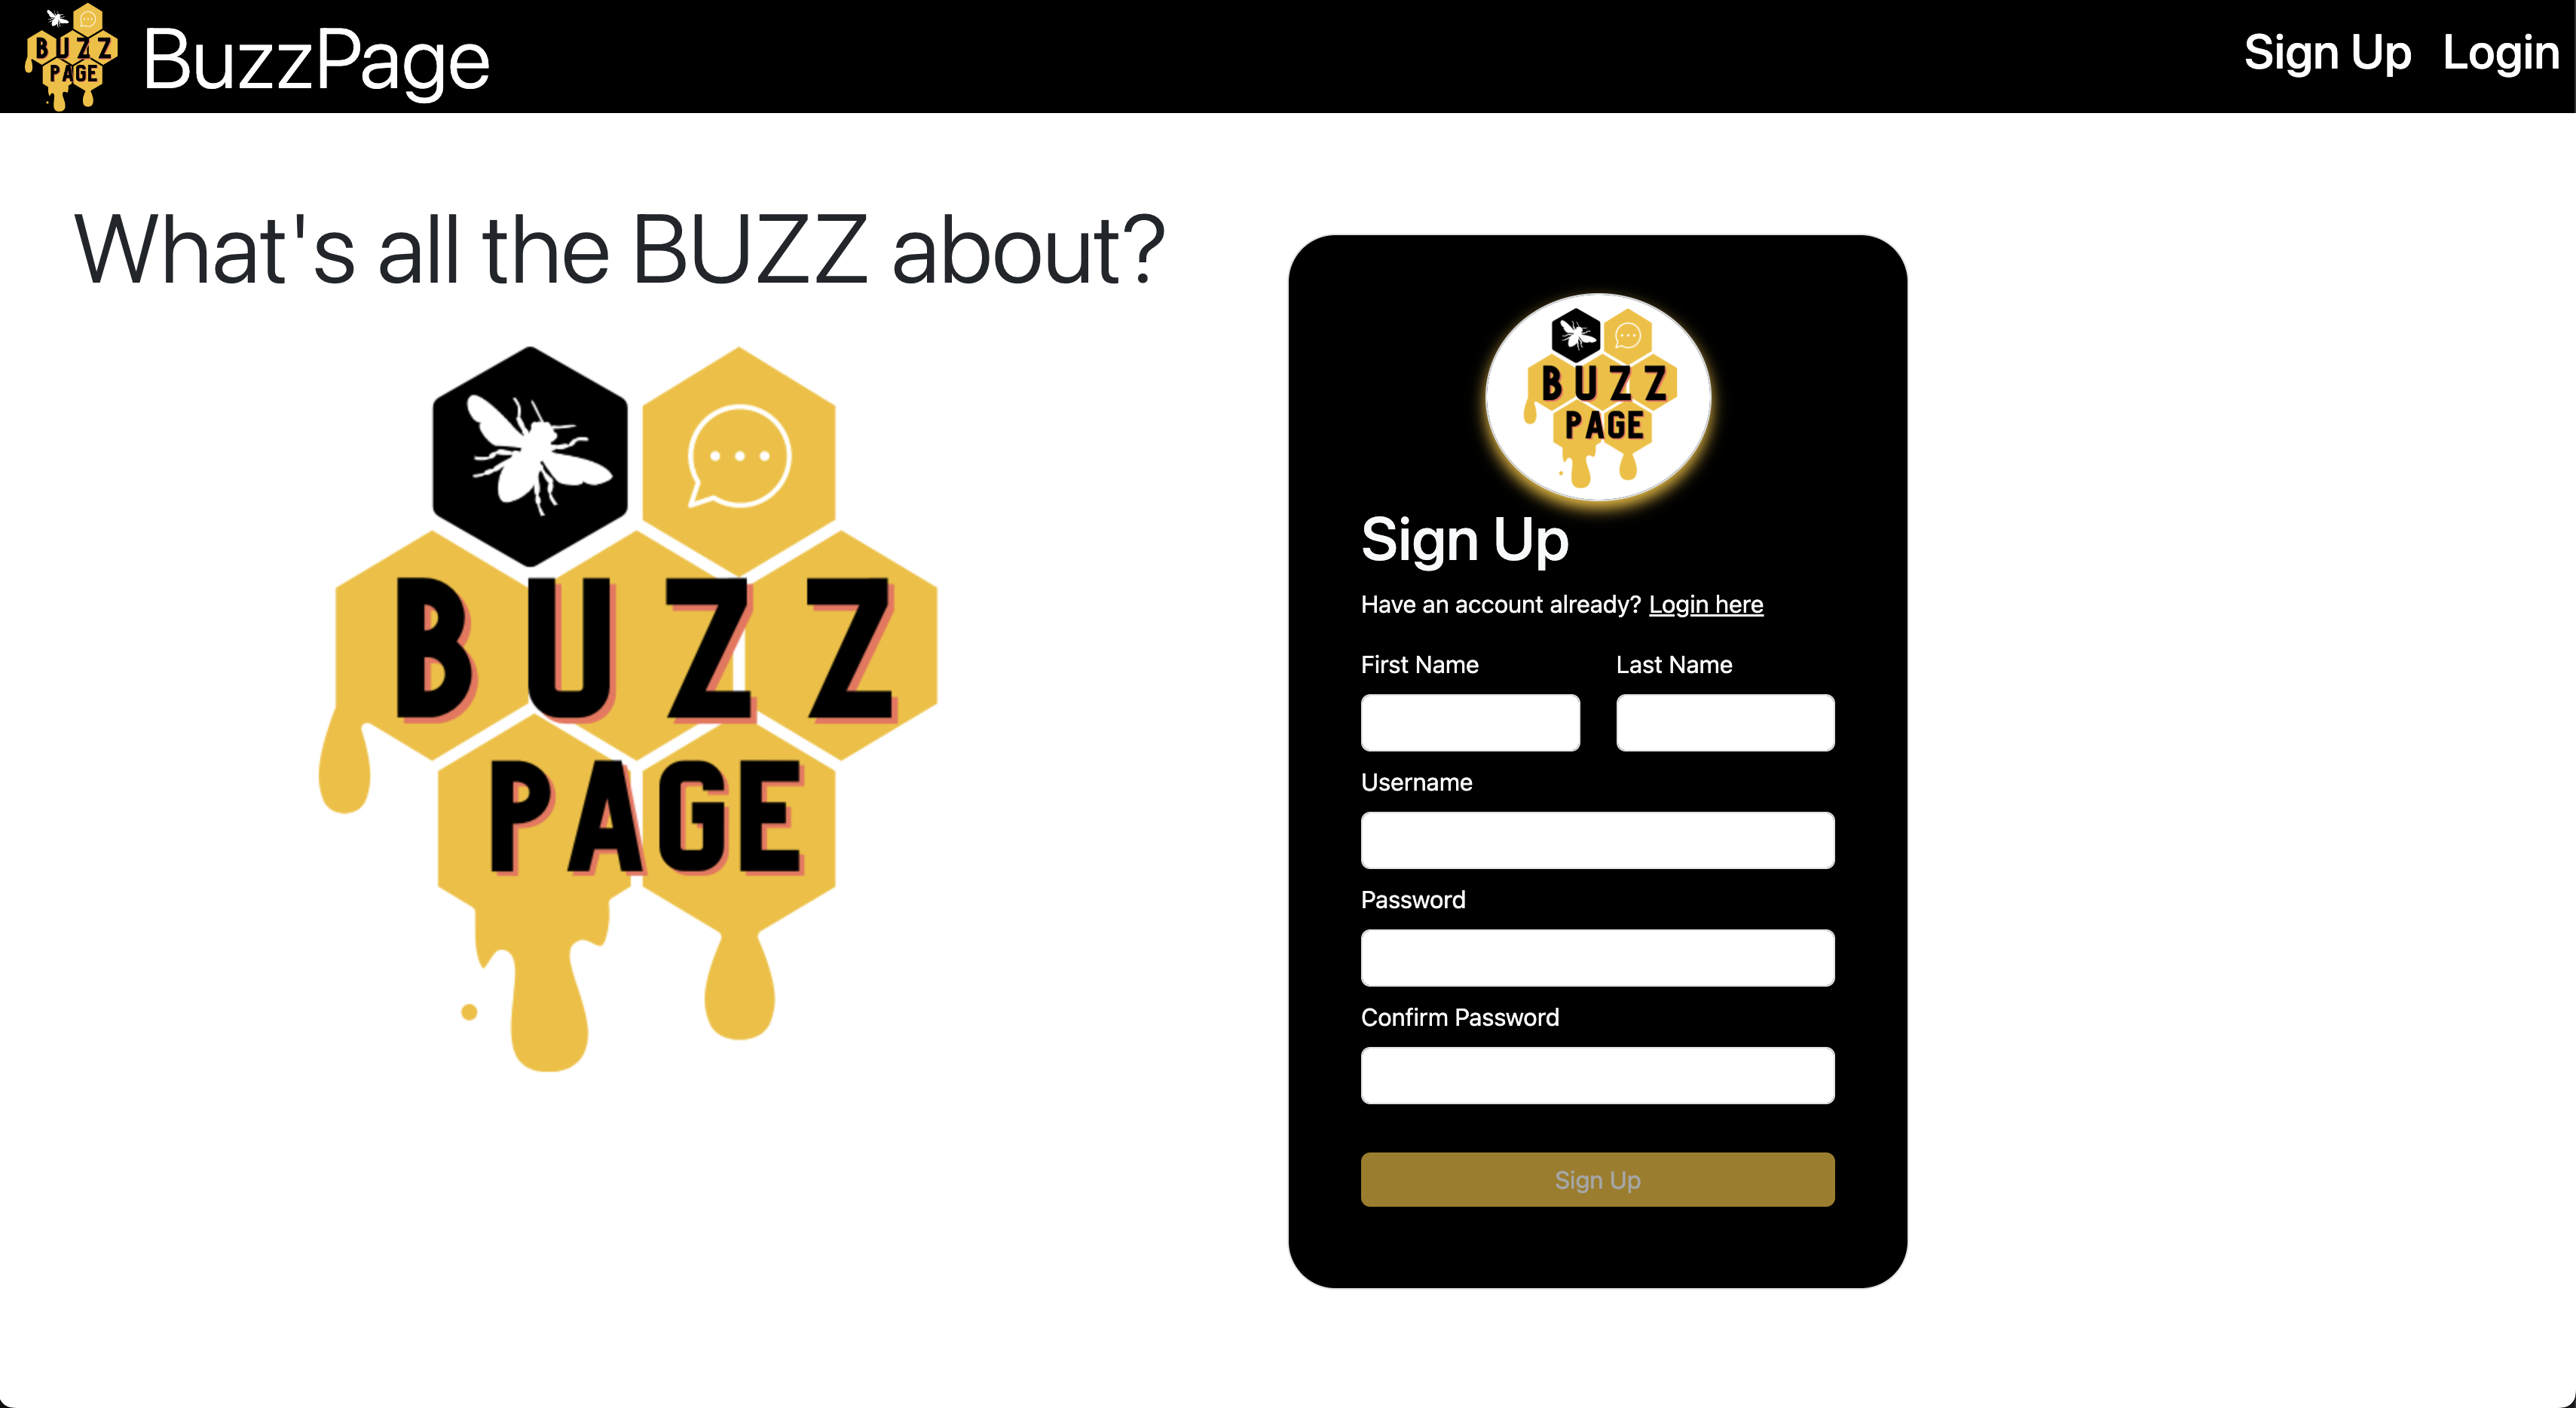 BUZZ
PAGE
BuzzPage
Sign Up Login
What's all the BUZZ about?
BUZZ
PAGE
BUZZ
PAGE
Sign Up
Have an account already? Login here
First Name Last Name
Username
Password
Confirm Password
Sign Up